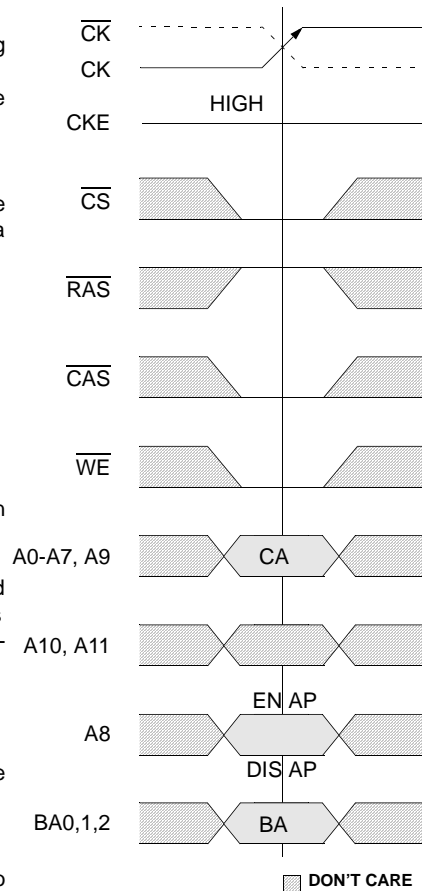 CK
CK
HIGH
CKE
CS
RAS
CAS
WE
A0-A7, A9 CA
A10, A11
EN AP
A8
DIS AP
BA0,1,2 BA
DON'T CARE